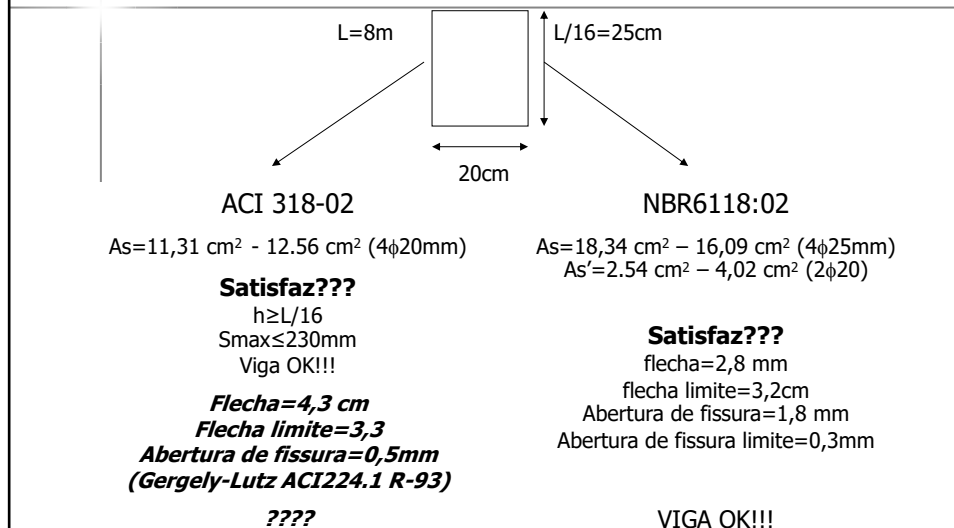 L=8m
L/16=25cm
20cm
ACI 318-02
As=11,31 cm² - 12.56 cm² (4ϕ20mm)
Satisfaz???
h≥L/16
Smax≤230mm
Viga OK!!!
Flecha=4,3 cm
Flecha limite=3,3
Abertura de fissura=0,5mm
(Gergely-Lutz ACI224.1 R-93)
????
NBR6118:02
As=18,34 cm² – 16,09 cm² (4ϕ25mm)
As’=2.54 cm² – 4,02 cm² (2ϕ20)
Satisfaz???
flecha=2,8 mm
flecha limite=3,2cm
Abertura de fissura=1,8 mm
Abertura de fissura limite=0,3mm
VIGA OK!!!